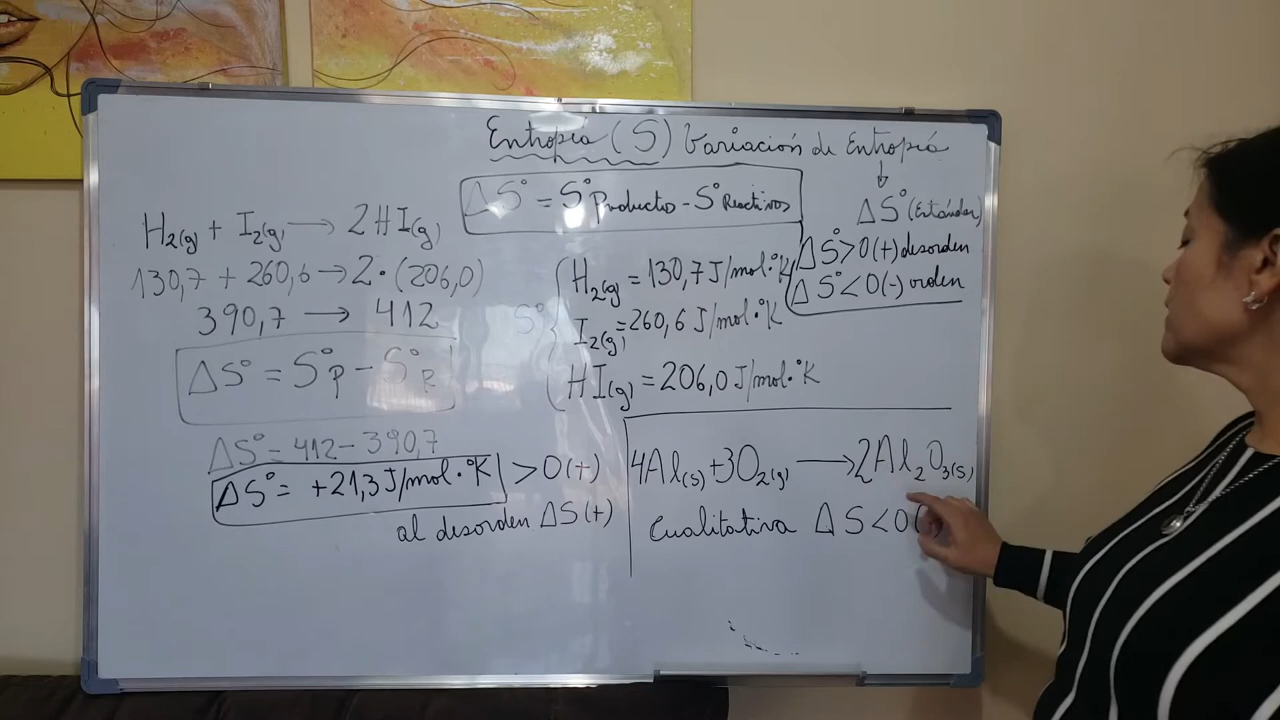 Entropía (S) Variación de Entropía
ΔS° = S°Producto - S°Reactivos
ΔS°(Estándar)
ΔS°>0(+) desorden
ΔS°<0(-) orden
H₂(g) + I₂(g) → 2HI(g)
130,7 + 260,6 → 2·(206,0)
390,7 → 412
ΔS° = S°P - S°R
ΔS° = 412 - 390,7
ΔS° = +21,3 J/mol·°K > 0(+)
al desorden ΔS(+)
S°
H₂(g) = 130,7 J/mol·°K
I₂(g) = 260,6 J/mol·°K
HI(g) = 206,0 J/mol·°K
4Al(s) + 3O₂(g) → 2Al₂O₃(s)
Cualitativa ΔS<0(